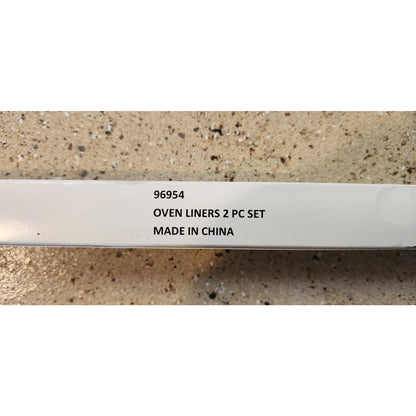 96954
OVEN LINERS 2 PC SET
MADE IN CHINA